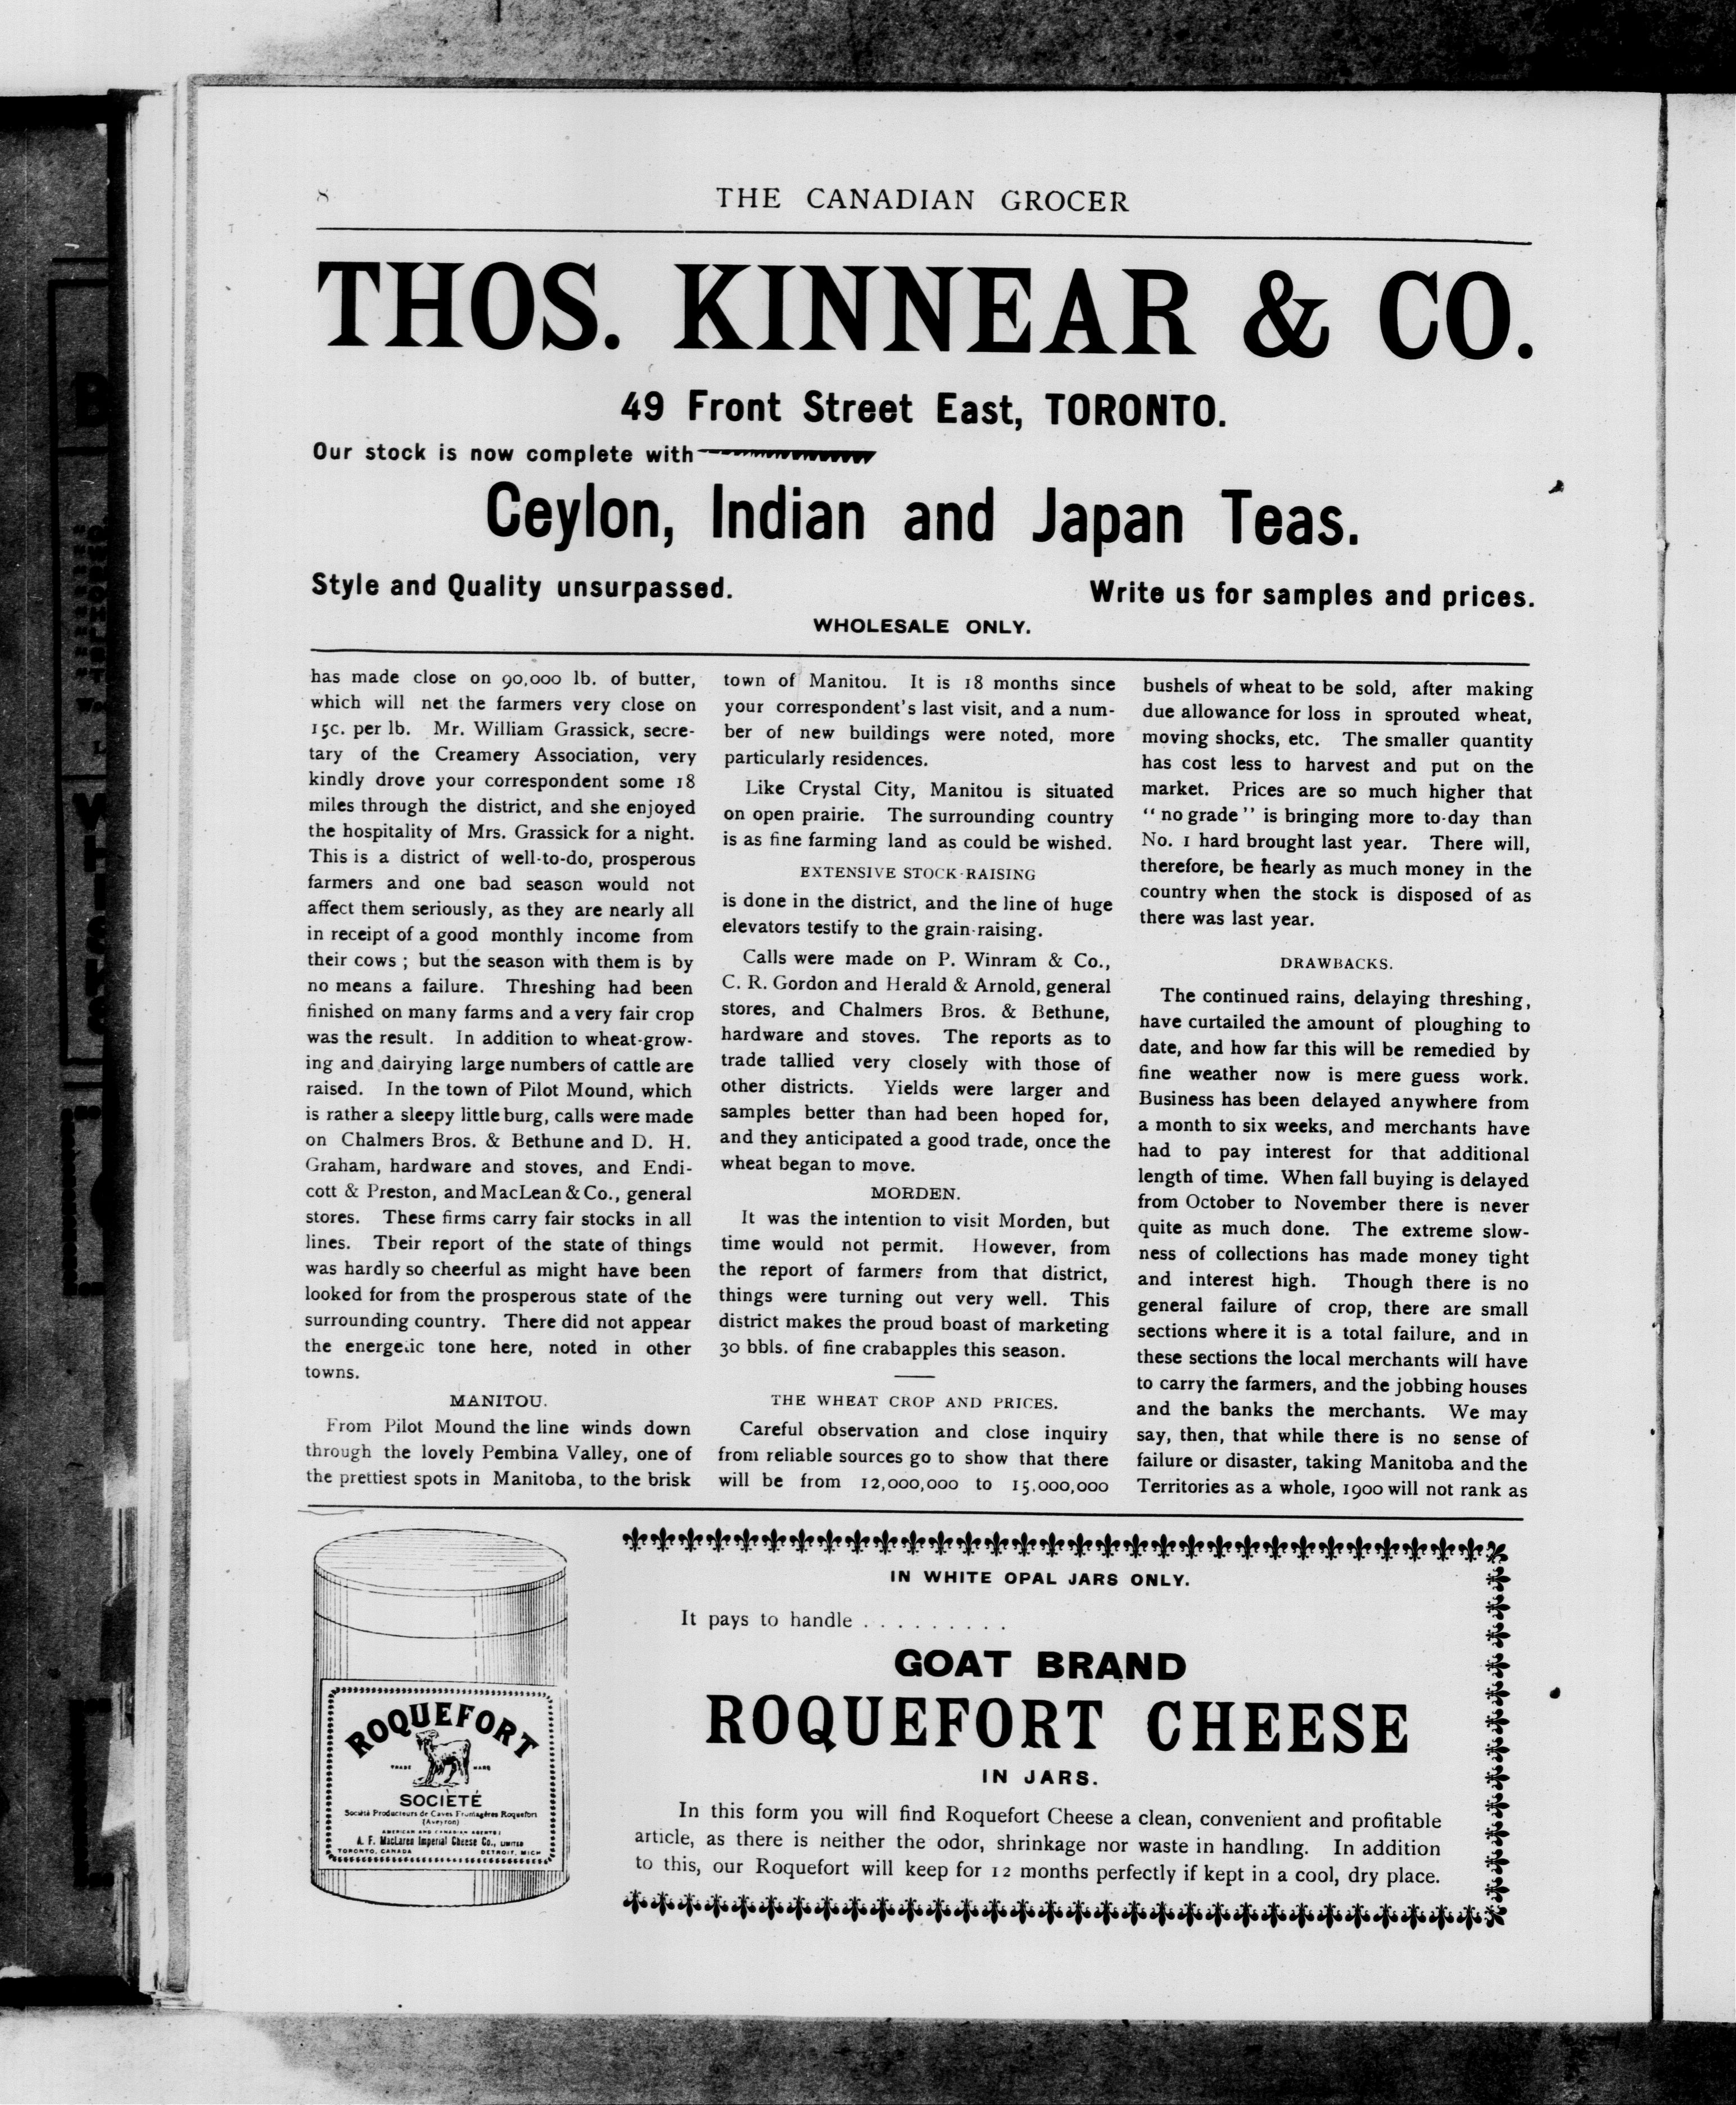 8
THE CANADIAN GROCER
THOS. KINNEAR & CO.
49 Front Street East, TORONTO.
Our stock is now complete with
Ceylon, Indian and Japan Teas.
Style and Quality unsurpassed.
Write us for samples and prices.
WHOLESALE ONLY.
has made close on 90,000 lb. of butter,
which will net the farmers very close on
15c. per lb. Mr. William Grassick, secre-
tary of the Creamery Association, very
kindly drove your correspondent some 18
miles through the district, and she enjoyed
the hospitality of Mrs. Grassick for a night.
This is a district of well-to-do, prosperous
farmers and one bad season would not
affect them seriously, as they are nearly all
in receipt of a good monthly income from
their cows ; but the season with them is by
no means a failure. Threshing had been
finished on many farms and a very fair crop
was the result. In addition to wheat-grow-
ing and dairying large numbers of cattle are
raised. In the town of Pilot Mound, which
is rather a sleepy little burg, calls were made
on Chalmers Bros. & Bethune and D. H.
Graham, hardware and stoves, and Endi-
cott & Preston, and MacLean & Co., general
stores. These firms carry fair stocks in all
lines. Their report of the state of things
was hardly so cheerful as might have been
looked for from the prosperous state of the
surrounding country. There did not appear
the energetic tone here, noted in other
towns.
MANITOU.
From Pilot Mound the line winds down
through the lovely Pembina Valley, one of
the prettiest spots in Manitoba, to the brisk
town of Manitou. It is 18 months since
your correspondent's last visit, and a num-
ber of new buildings were noted, more
particularly residences.
Like Crystal City, Manitou is situated
on open prairie. The surrounding country
is as fine farming land as could be wished.
EXTENSIVE STOCK-RAISING
is done in the district, and the line of huge
elevators testify to the grain-raising.
Calls were made on P. Winram & Co.,
C. R. Gordon and Herald & Arnold, general
stores, and Chalmers Bros. & Bethune,
hardware and stoves. The reports as to
trade tallied very closely with those of
other districts. Yields were larger and
samples better than had been hoped for,
and they anticipated a good trade, once the
wheat began to move.
MORDEN.
It was the intention to visit Morden, but
time would not permit. However, from
the report of farmers from that district,
things were turning out very well. This
district makes the proud boast of marketing
30 bbls. of fine crabapples this season.
THE WHEAT CROP AND PRICES.
Careful observation and close inquiry
from reliable sources go to show that there
will be from 12,000,000 to 15,000,000
bushels of wheat to be sold, after making
due allowance for loss in sprouted wheat,
moving shocks, etc. The smaller quantity
has cost less to harvest and put on the
market. Prices are so much higher that
"no grade" is bringing more to-day than
No. 1 hard brought last year. There will,
therefore, be nearly as much money in the
country when the stock is disposed of as
there was last year.
DRAWBACKS.
The continued rains, delaying threshing,
have curtailed the amount of ploughing to
date, and how far this will be remedied by
fine weather now is mere guess work.
Business has been delayed anywhere from
a month to six weeks, and merchants have
had to pay interest for that additional
length of time. When fall buying is delayed
from October to November there is never
quite as much done. The extreme slow-
ness of collections has made money tight
and interest high. Though there is no
general failure of crop, there are small
sections where it is a total failure, and in
these sections the local merchants will have
to carry the farmers, and the jobbing houses
and the banks the merchants. We may
say, then, that while there is no sense of
failure or disaster, taking Manitoba and the
Territories as a whole, 1900 will not rank as
ROQUEFORT
TRADE MARK
SOCIÉTÉ
Société Producteurs de Caves Fromagéres Roquefort
(Aveyron)
AMERICAN AND CANADIAN AGENTS:
A. F. MacLaren Imperial Cheese Co., LIMITED
TORONTO, CANADA DETROIT, MICH
IN WHITE OPAL JARS ONLY.
It pays to handle . . . . . . . . .
GOAT BRAND
ROQUEFORT CHEESE
IN JARS.
In this form you will find Roquefort Cheese a clean, convenient and profitable
article, as there is neither the odor, shrinkage nor waste in handling. In addition
to this, our Roquefort will keep for 12 months perfectly if kept in a cool, dry place.